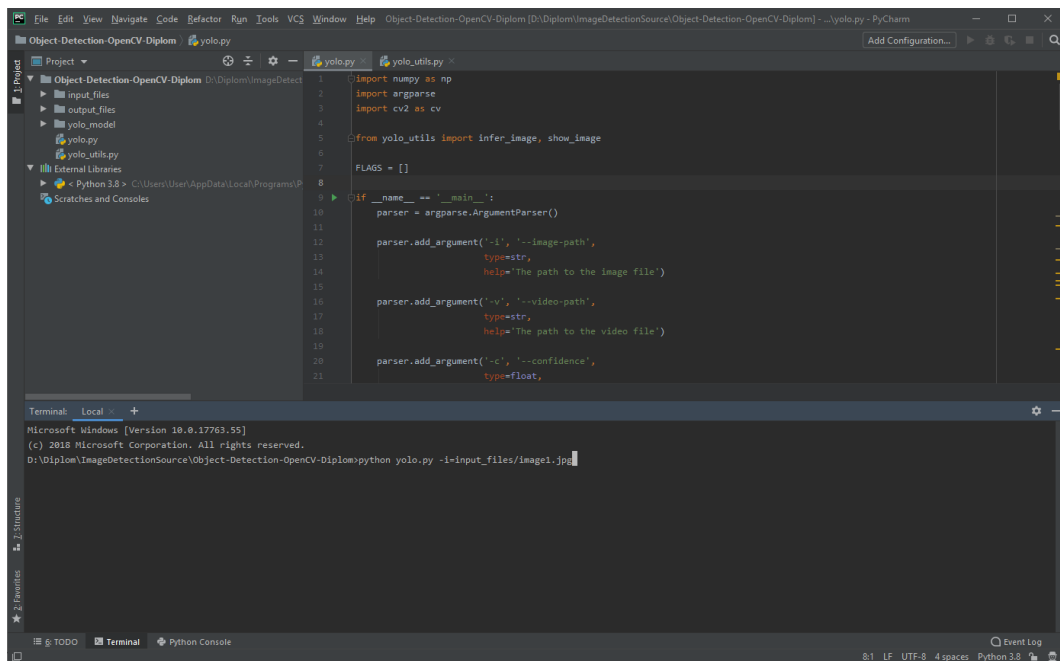 PC File Edit View Navigate Code Refactor Run Tools VCS Window Help Object-Detection-OpenCV-Diplom [D:\Diplom\ImageDetectionSource\Object-Detection-OpenCV-Diplom] - ...\yolo.py - PyCharm
Object-Detection-OpenCV-Diplom yolo.py Add Configuration...
1: Project
Project
Object-Detection-OpenCV-Diplom D:\Diplom\ImageDetect
input_files
output_files
yolo_model
yolo.py
yolo_utils.py
External Libraries
< Python 3.8 > C:\Users\User\AppData\Local\Programs\P
Scratches and Consoles
yolo.py yolo_utils.py
1 import numpy as np
2 import argparse
3 import cv2 as cv
4
5 from yolo_utils import infer_image, show_image
6
7 FLAGS = []
8
9 if __name__ == '__main__':
10 parser = argparse.ArgumentParser()
11
12 parser.add_argument('-i', '--image-path',
13 type=str,
14 help='The path to the image file')
15
16 parser.add_argument('-v', '--video-path',
17 type=str,
18 help='The path to the video file')
19
20 parser.add_argument('-c', '--confidence',
21 type=float,
Terminal: Local +
Microsoft Windows [Version 10.0.17763.55]
(c) 2018 Microsoft Corporation. All rights reserved.
D:\Diplom\ImageDetectionSource\Object-Detection-OpenCV-Diplom>python yolo.py -i=input_files/image1.jpg
7: Structure
2: Favorites
6: TODO Terminal Python Console Event Log
8:1 LF UTF-8 4 spaces Python 3.8